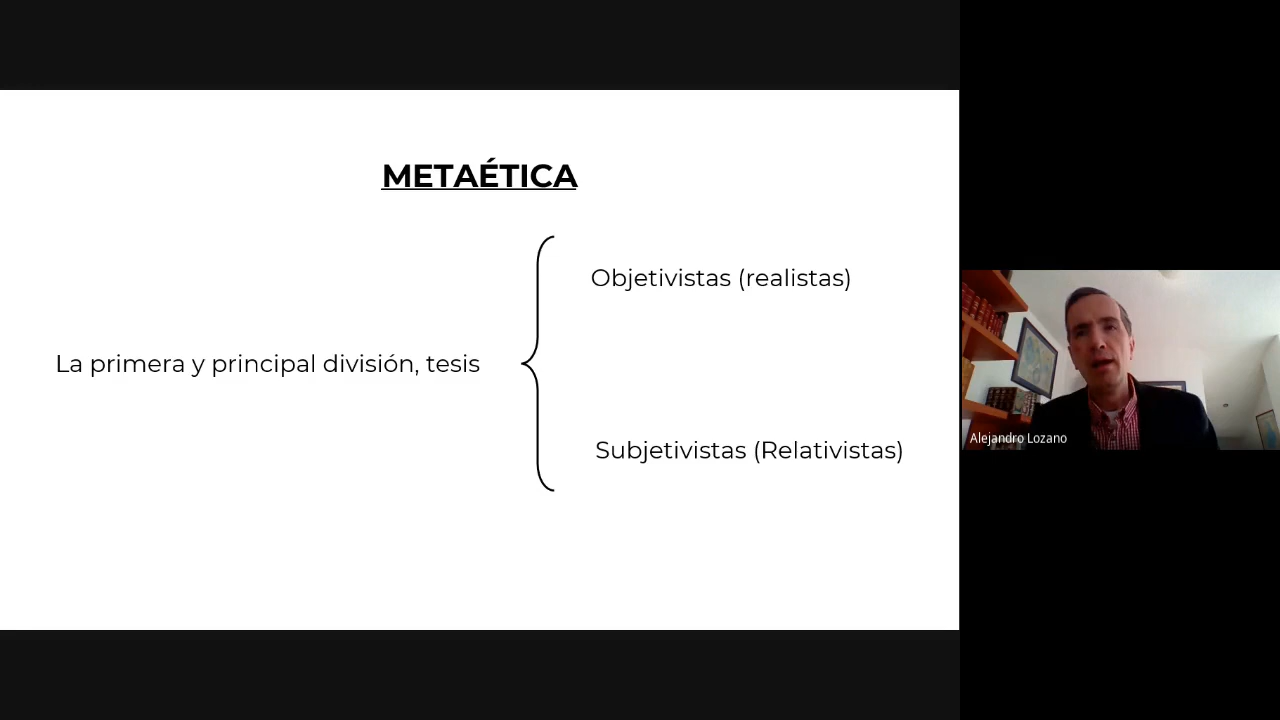 METAÉTICA
Objetivistas (realistas)
La primera y principal división, tesis
Subjetivistas (Relativistas)
Alejandro Lozano